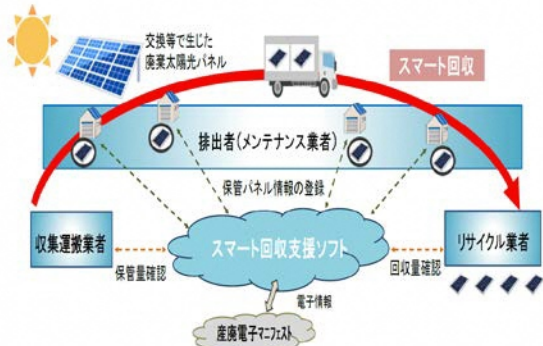 交換等で生じた
廃棄太陽光パネル
スマート回収
排出者(メンテナンス業者)
保管パネル情報の登録
収集運搬業者
スマート回収支援ソフト
リサイクル業者
保管量確認
回収量確認
電子情報
産廃電子マニフェスト